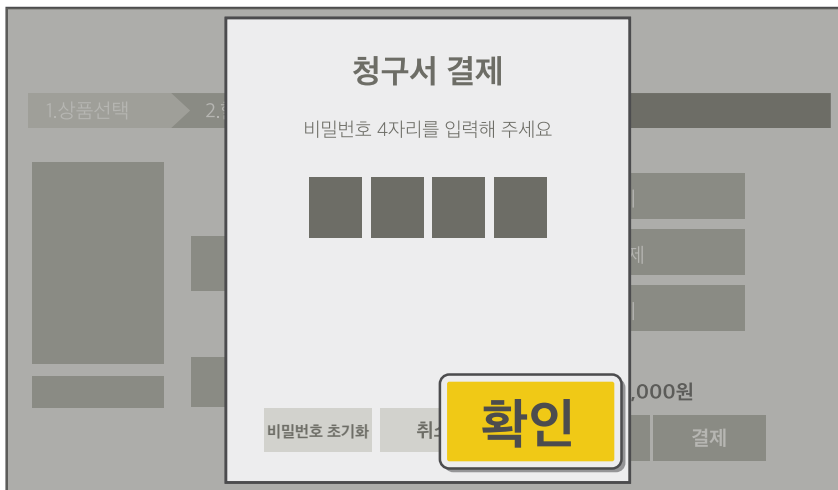 청구서 결제
1.상품선택
2.
비밀번호 4자리를 입력해 주세요
제
,000원
비밀번호 초기화
확인
결제